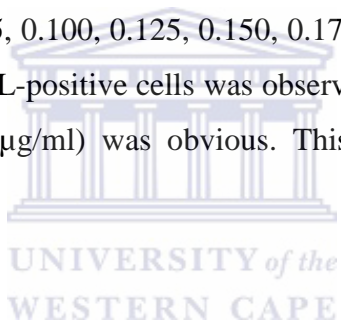 5, 0.100, 0.125, 0.150, 0.17
L-positive cells was observ
µg/ml) was obvious. This
UNIVERSITY of the
WESTERN CAPE